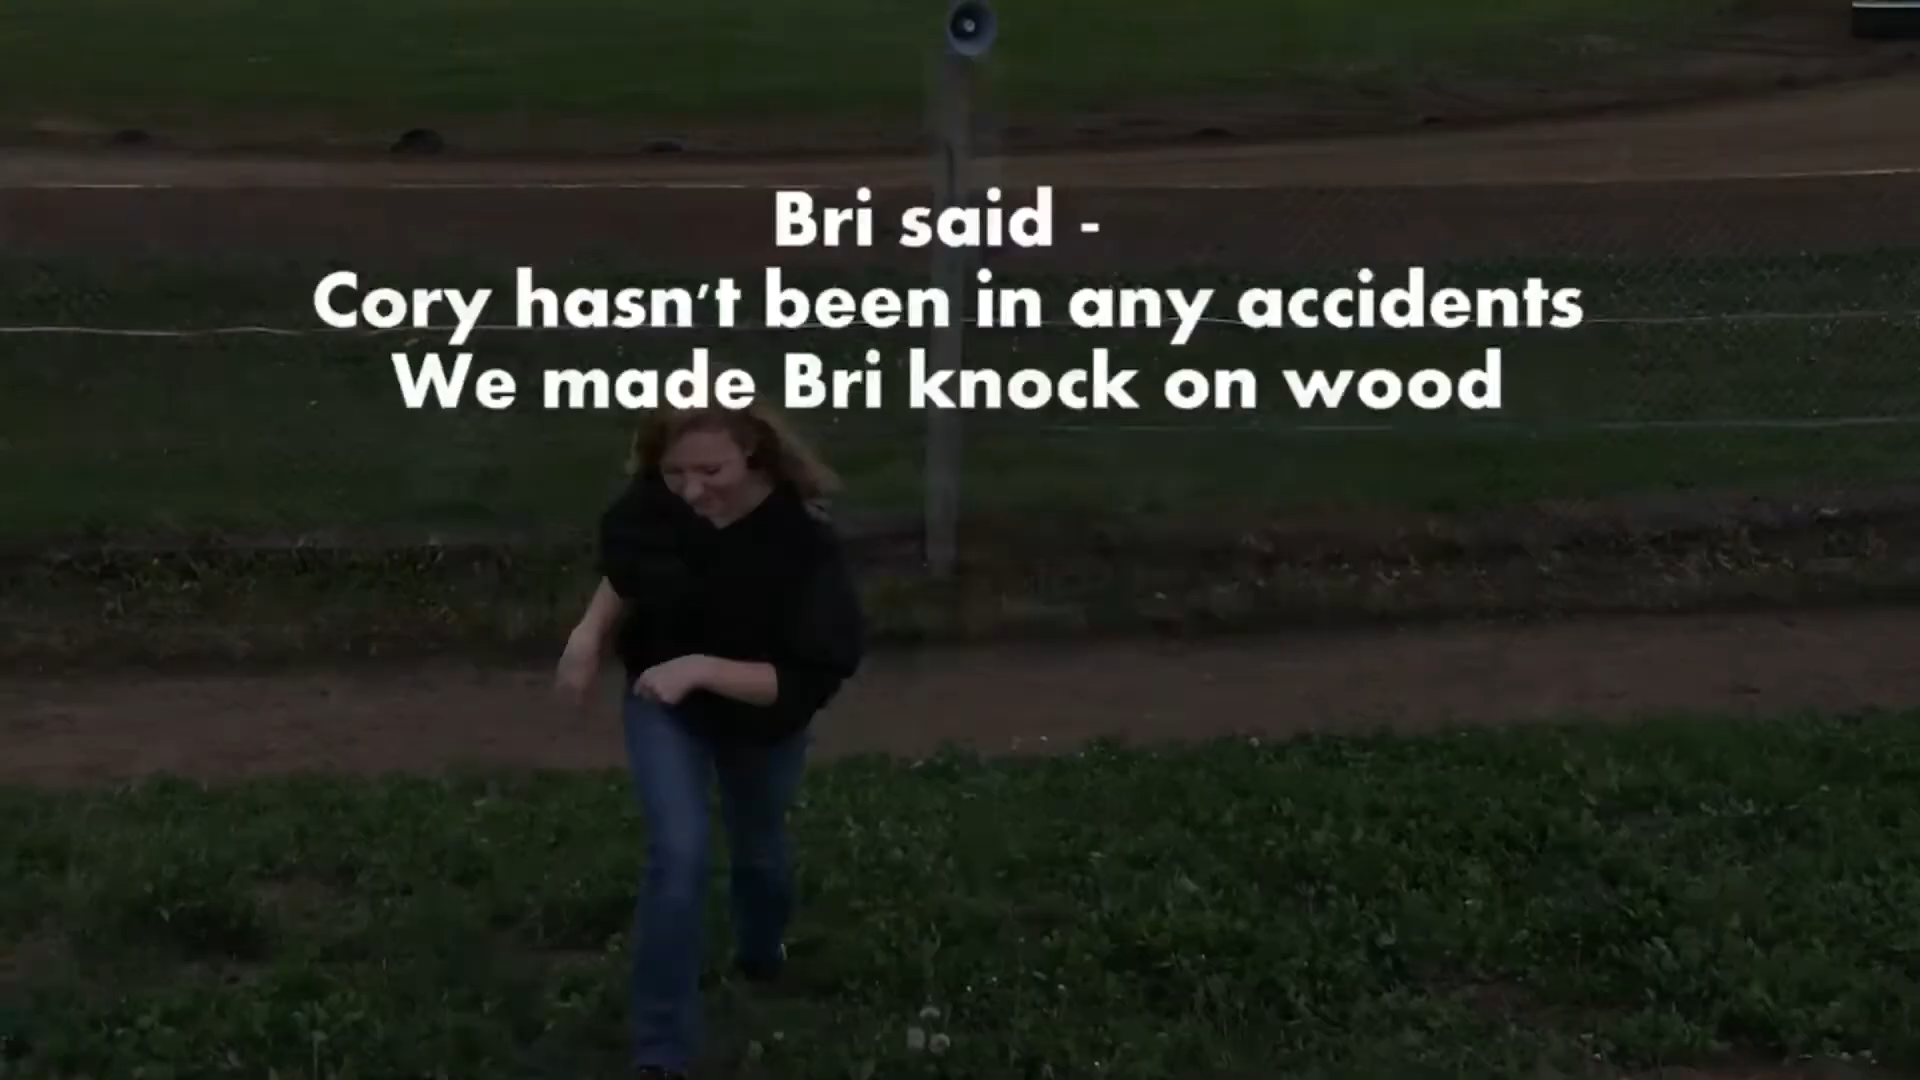 Bri said -
Cory hasn't been in any accidents
We made Bri knock on wood